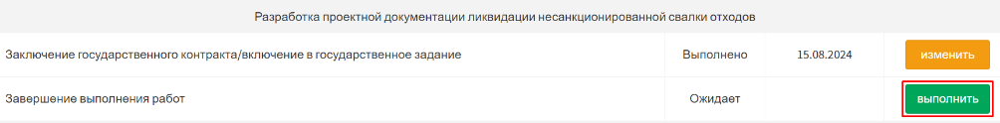 Разработка проектной документации ликвидации несанкционированной свалки отходов
Заключение государственного контракта/включение в государственное задание Выполнено 15.08.2024 изменить
Завершение выполнения работ Ожидает выполнить